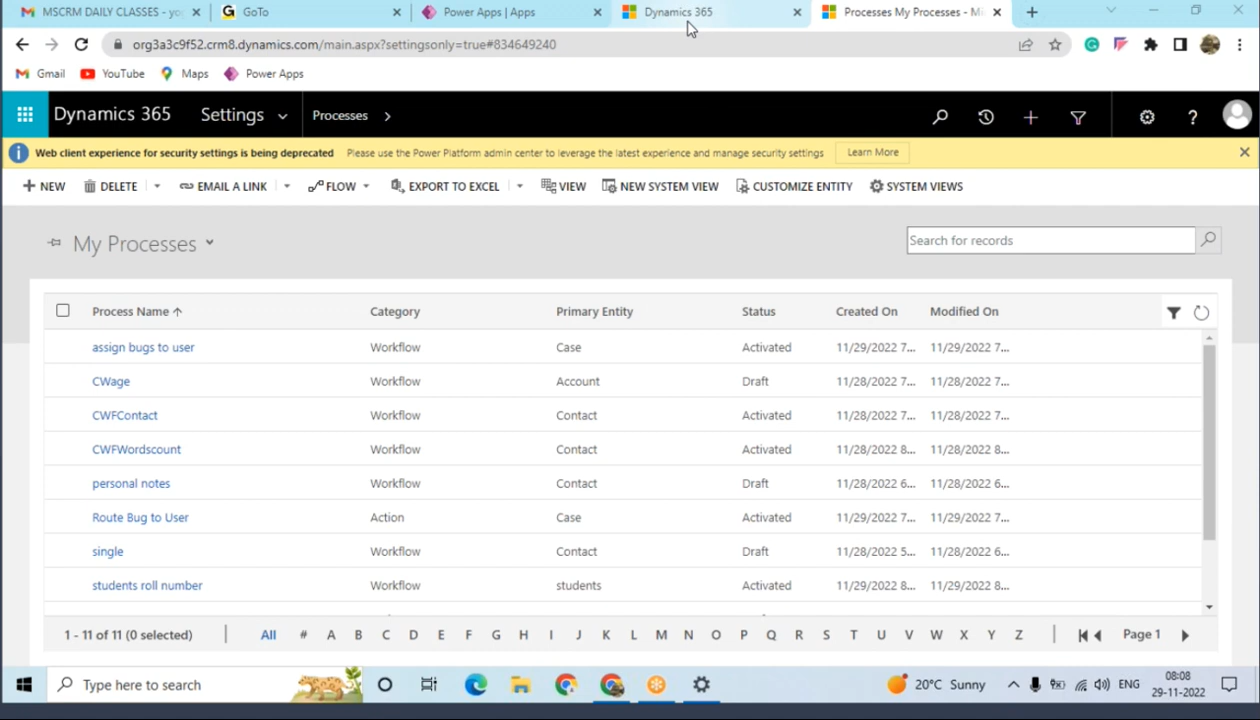 MSCRM DAILY CLASSES - yo
GoTo
Power Apps | Apps
Dynamics 365
Processes My Processes - Mi
org3a3c9f52.crm8.dynamics.com/main.aspx?settingsonly=true#834649240
Gmail
YouTube
Maps
Power Apps
Dynamics 365
Settings
Processes
Web client experience for security settings is being deprecated
Please use the Power Platform admin center to leverage the latest experience and manage security settings
Learn More
NEW
DELETE
EMAIL A LINK
FLOW
EXPORT TO EXCEL
VIEW
NEW SYSTEM VIEW
CUSTOMIZE ENTITY
SYSTEM VIEWS
My Processes
Search for records
Process Name Category Primary Entity Status Created On Modified On
assign bugs to user Workflow Case Activated 11/29/2022 7... 11/29/2022 7...
CWage Workflow Account Draft 11/28/2022 7... 11/28/2022 7...
CWFContact Workflow Contact Activated 11/28/2022 7... 11/28/2022 7...
CWFWordscount Workflow Contact Activated 11/28/2022 8... 11/28/2022 8...
personal notes Workflow Contact Draft 11/28/2022 6... 11/28/2022 6...
Route Bug to User Action Case Activated 11/29/2022 7... 11/29/2022 7...
single Workflow Contact Draft 11/28/2022 5... 11/28/2022 6...
students roll number Workflow students Activated 11/29/2022 8... 11/29/2022 8...
1 - 11 of 11 (0 selected)
All # A B C D E F G H I J K L M N O P Q R S T U V W X Y Z
Page 1
Type here to search
20°C Sunny
ENG
08:08
29-11-2022